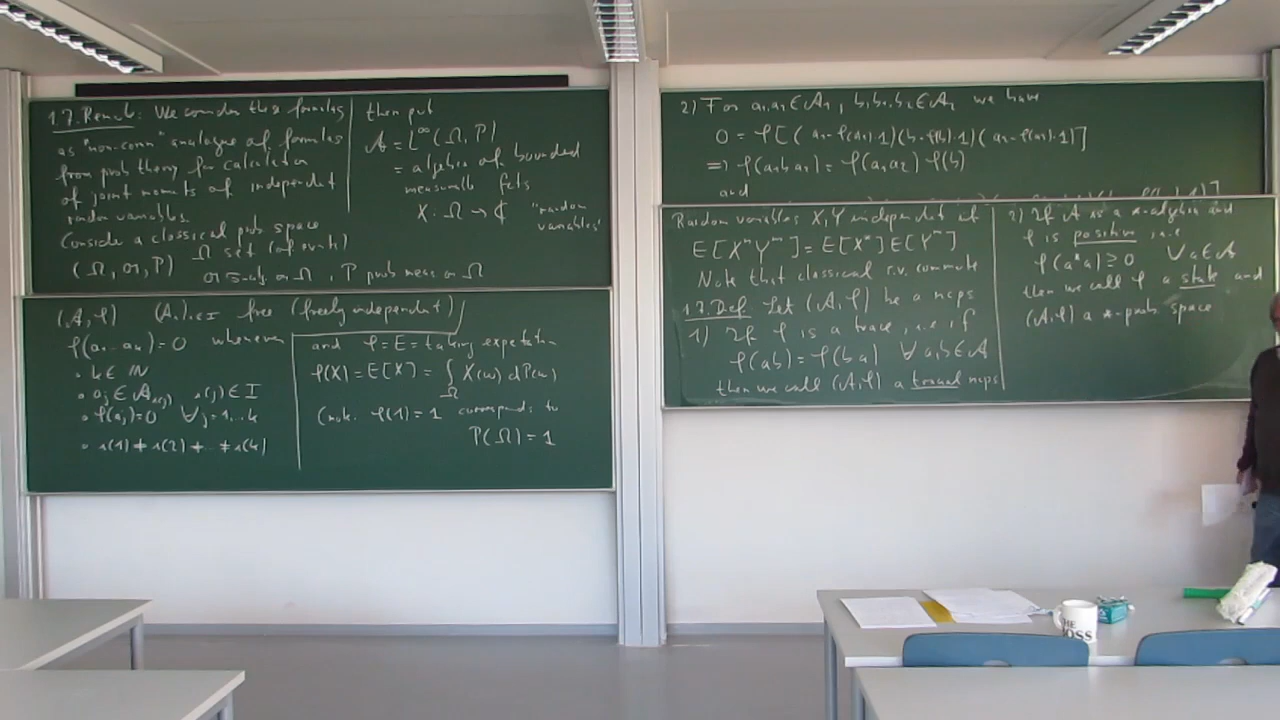 1.7. Remark: We consider these formulas
as "non-com" analogue of formulas
from prob theory for calculation
of joint moments of independent
random variables.
Consider a classical prob space
(Ω, 𝔄, P) Ω set (of events)
𝔄 σ-alg on Ω, P prob meas on Ω
then put
A = L^∞(Ω, P)
= algebra of bounded
measurable fcts
X: Ω → ℂ "random
variables"
(A, φ) (A_i)_{i∈I} free (freely independent)
φ(a_1...a_k) = 0 whenever
• k ∈ ℕ
• a_j ∈ A_{i(j)}, i(j) ∈ I
• φ(a_j) = 0 ∀ j = 1,...k
• i(1) ≠ i(2) ≠ ... ≠ i(k)
and φ = E = taking expectation
φ(X) = E[X] = ∫_Ω X(ω) dP(ω)
(note: φ(1) = 1 corresponds to
P(Ω) = 1
2) For a_1, a_2 ∈ A_1, b, b_1, b_2 ∈ A_2 we have
0 = φ[(a_1 - φ(a_1)·1)(b - φ(b)·1)(a_2 - φ(a_2)·1)]
=> φ(a_1 b a_2) = φ(a_1 a_2) φ(b)
and
Random variables X, Y independent if
E[X^n Y^m] = E[X^n] E[Y^m]
Note that classical r.v. commute
Def. Let (A, φ) be a ncps
1) If φ is a trace, i.e. if
φ(ab) = φ(ba) ∀ a, b ∈ A
then we call (A, φ) a tracial ncps
2) If A is a *-algebra and
φ is positive, i.e.
φ(a*a) ≥ 0 ∀ a ∈ A
then we call φ a state and
(A, φ) a *-prob. space
THE
BOSS